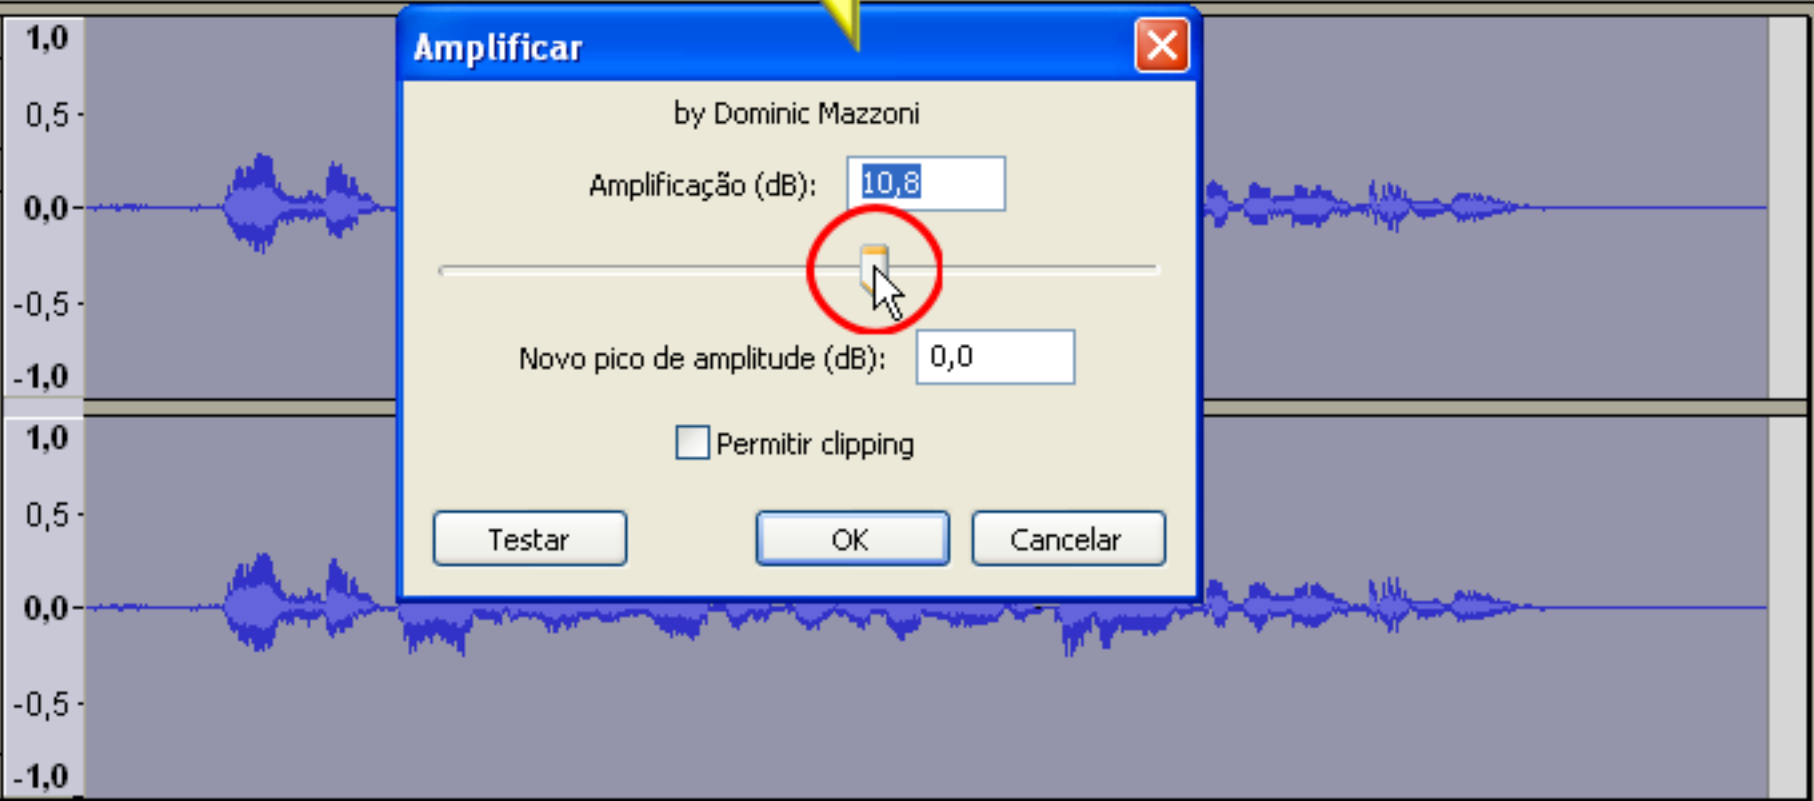 Amplificar
by Dominic Mazzoni
Amplificação (dB): 10,8
Novo pico de amplitude (dB): 0,0
Permitir clipping
Testar OK Cancelar
1,0
0,5
0,0
-0,5
-1,0
1,0
0,5
0,0
-0,5
-1,0